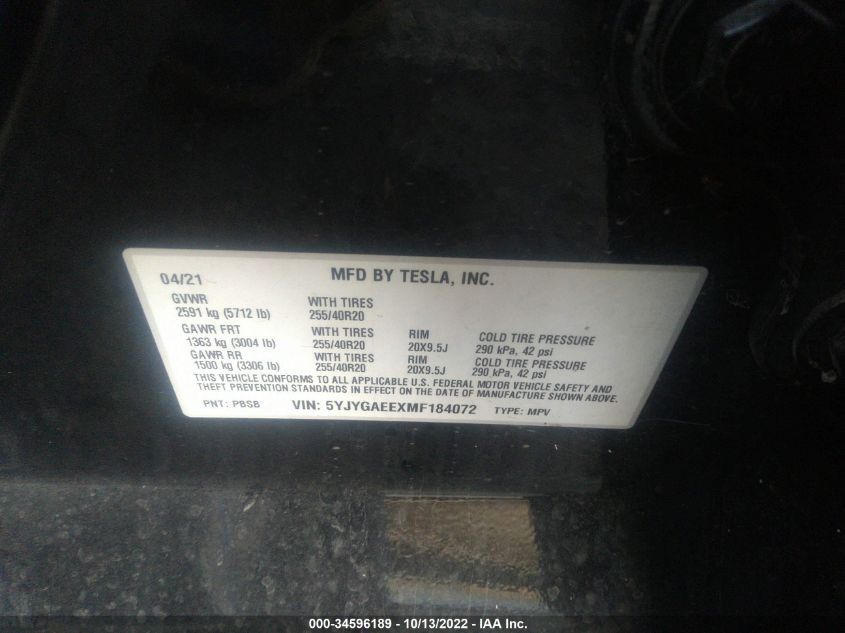 04/21 MFD BY TESLA, INC.
GVWR
2591 kg (5712 lb) WITH TIRES 255/40R20
GAWR FRT
1363 kg (3004 lb) WITH TIRES 255/40R20 RIM 20X9.5J COLD TIRE PRESSURE 290 kPa, 42 psi
GAWR RR
1500 kg (3306 lb) WITH TIRES 255/40R20 RIM 20X9.5J COLD TIRE PRESSURE 290 kPa, 42 psi
THIS VEHICLE CONFORMS TO ALL APPLICABLE U.S. FEDERAL MOTOR VEHICLE SAFETY AND
THEFT PREVENTION STANDARDS IN EFFECT ON THE DATE OF MANUFACTURE SHOWN ABOVE.
PNT: PBSB VIN: 5YJYGAEEXMF184072 TYPE: MPV
000-34596189 - 10/13/2022 - IAA Inc.